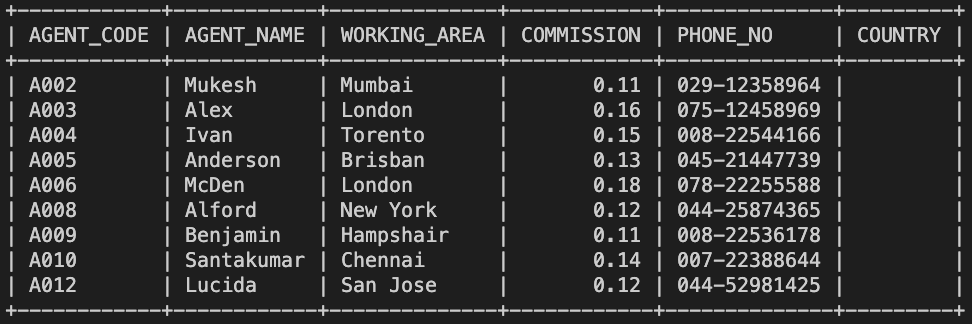 +------------+------------+--------------+------------+--------------+---------+
| AGENT_CODE | AGENT_NAME | WORKING_AREA | COMMISSION | PHONE_NO     | COUNTRY |
+------------+------------+--------------+------------+--------------+---------+
| A002       | Mukesh     | Mumbai       |       0.11 | 029-12358964 |         |
| A003       | Alex       | London       |       0.16 | 075-12458969 |         |
| A004       | Ivan       | Torento      |       0.15 | 008-22544166 |         |
| A005       | Anderson   | Brisban      |       0.13 | 045-21447739 |         |
| A006       | McDen      | London       |       0.18 | 078-22255588 |         |
| A008       | Alford     | New York     |       0.12 | 044-25874365 |         |
| A009       | Benjamin   | Hampshair    |       0.11 | 008-22536178 |         |
| A010       | Santakumar | Chennai      |       0.14 | 007-22388644 |         |
| A012       | Lucida     | San Jose     |       0.12 | 044-52981425 |         |
+------------+------------+--------------+------------+--------------+---------+